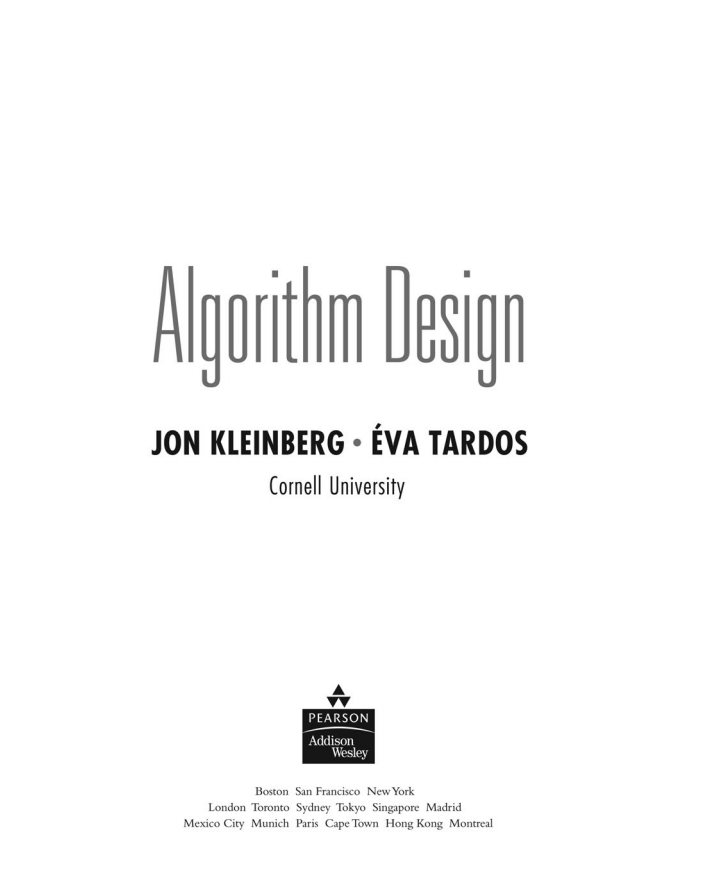 Algorithm Design
JON KLEINBERG • ÉVA TARDOS
Cornell University
PEARSON
Addison
Wesley
Boston San Francisco New York
London Toronto Sydney Tokyo Singapore Madrid
Mexico City Munich Paris Cape Town Hong Kong Montreal